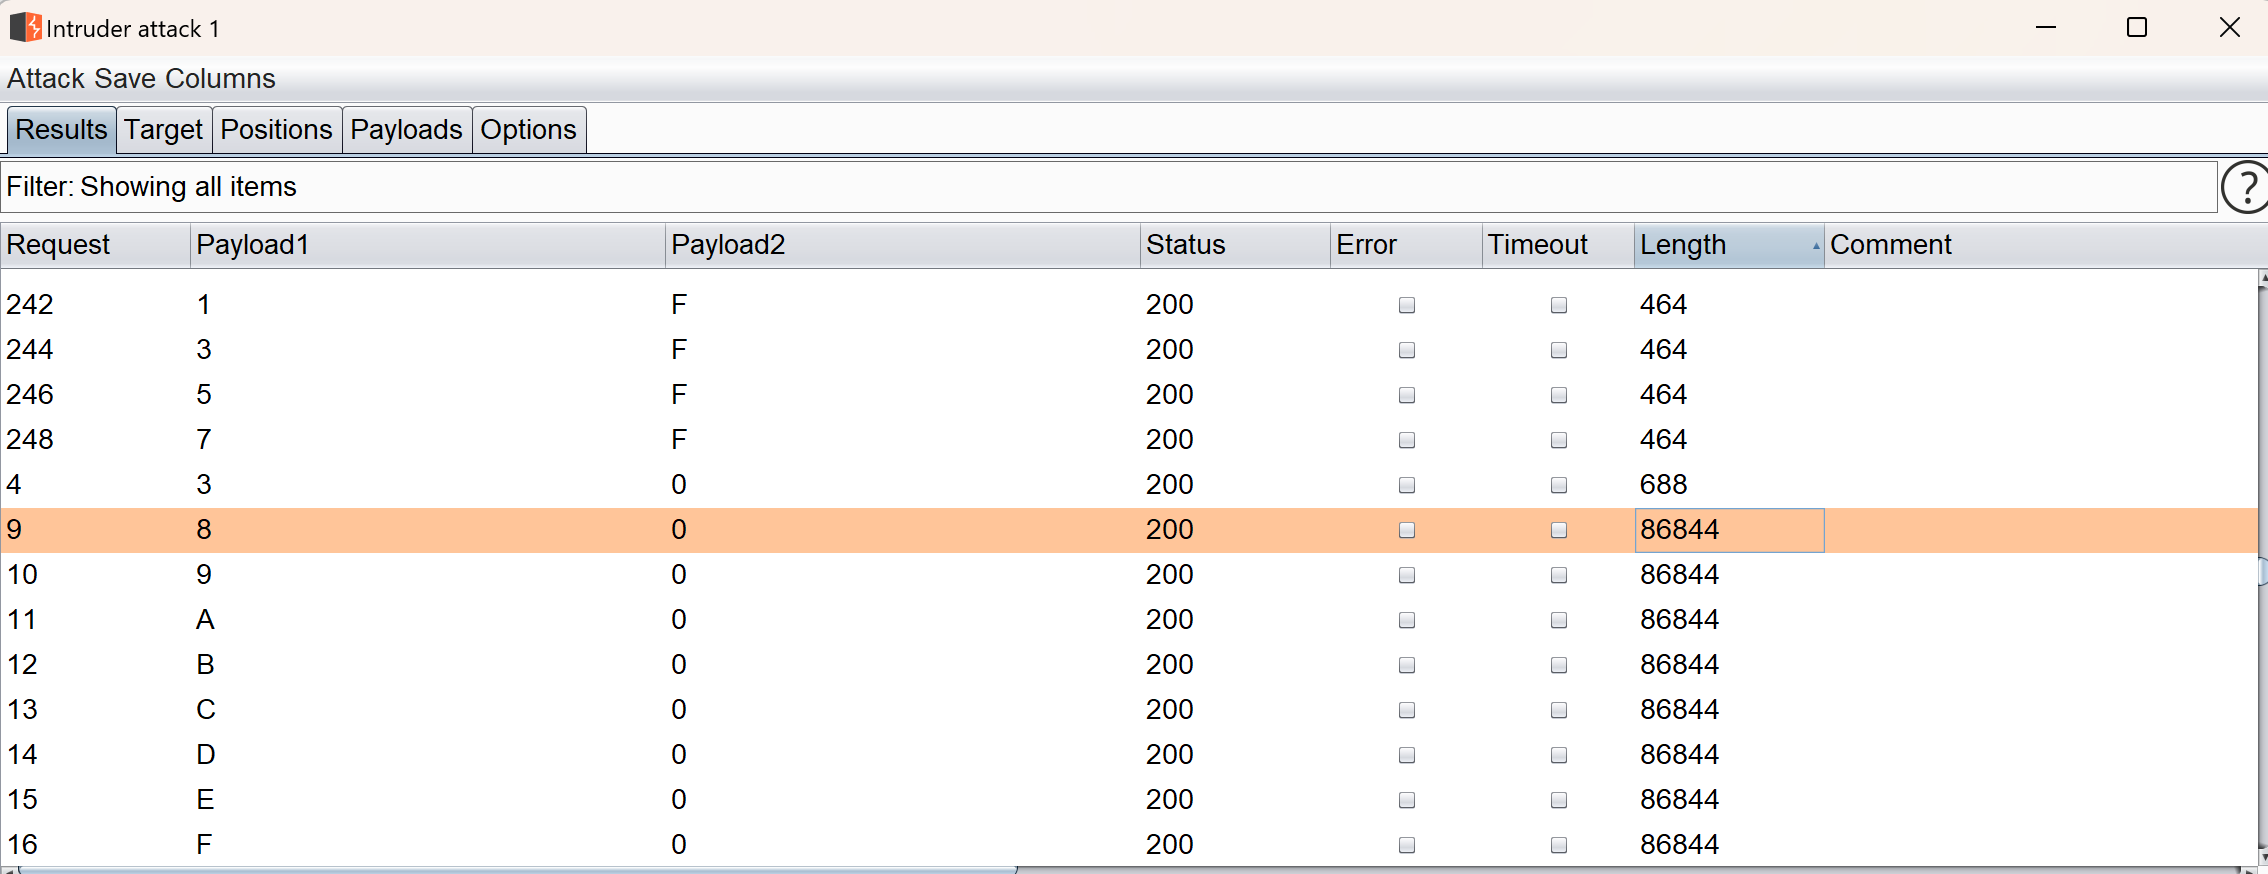 Intruder attack 1
Attack Save Columns
Results Target Positions Payloads Options
Filter: Showing all items ?
Request Payload1 Payload2 Status Error Timeout Length Comment
242 1 F 200 464
244 3 F 200 464
246 5 F 200 464
248 7 F 200 464
4 3 0 200 688
9 8 0 200 86844
10 9 0 200 86844
11 A 0 200 86844
12 B 0 200 86844
13 C 0 200 86844
14 D 0 200 86844
15 E 0 200 86844
16 F 0 200 86844